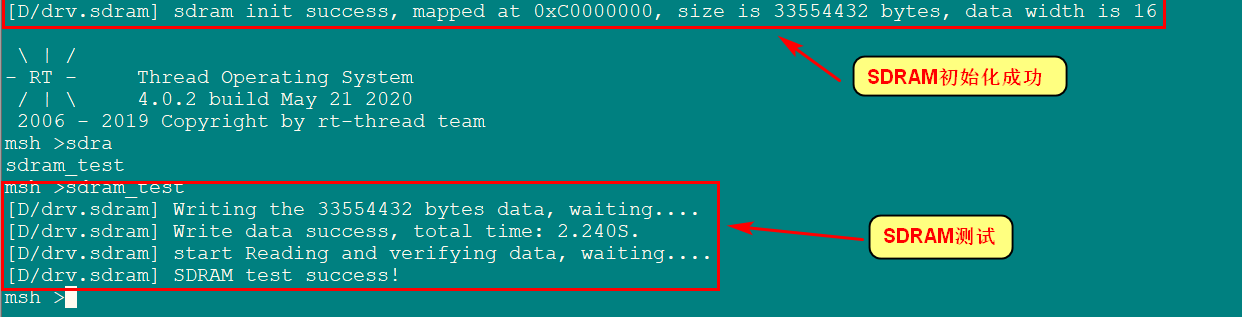 [D/drv.sdram] sdram init success, mapped at 0xC0000000, size is 33554432 bytes, data width is 16
SDRAM初始化成功
 \ | /
- RT -     Thread Operating System
 / | \     4.0.2 build May 21 2020
 2006 - 2019 Copyright by rt-thread team
msh >sdra
sdram_test
msh >sdram_test
[D/drv.sdram] Writing the 33554432 bytes data, waiting....
[D/drv.sdram] Write data success, total time: 2.240S.
[D/drv.sdram] start Reading and verifying data, waiting....
[D/drv.sdram] SDRAM test success!
SDRAM测试
msh >